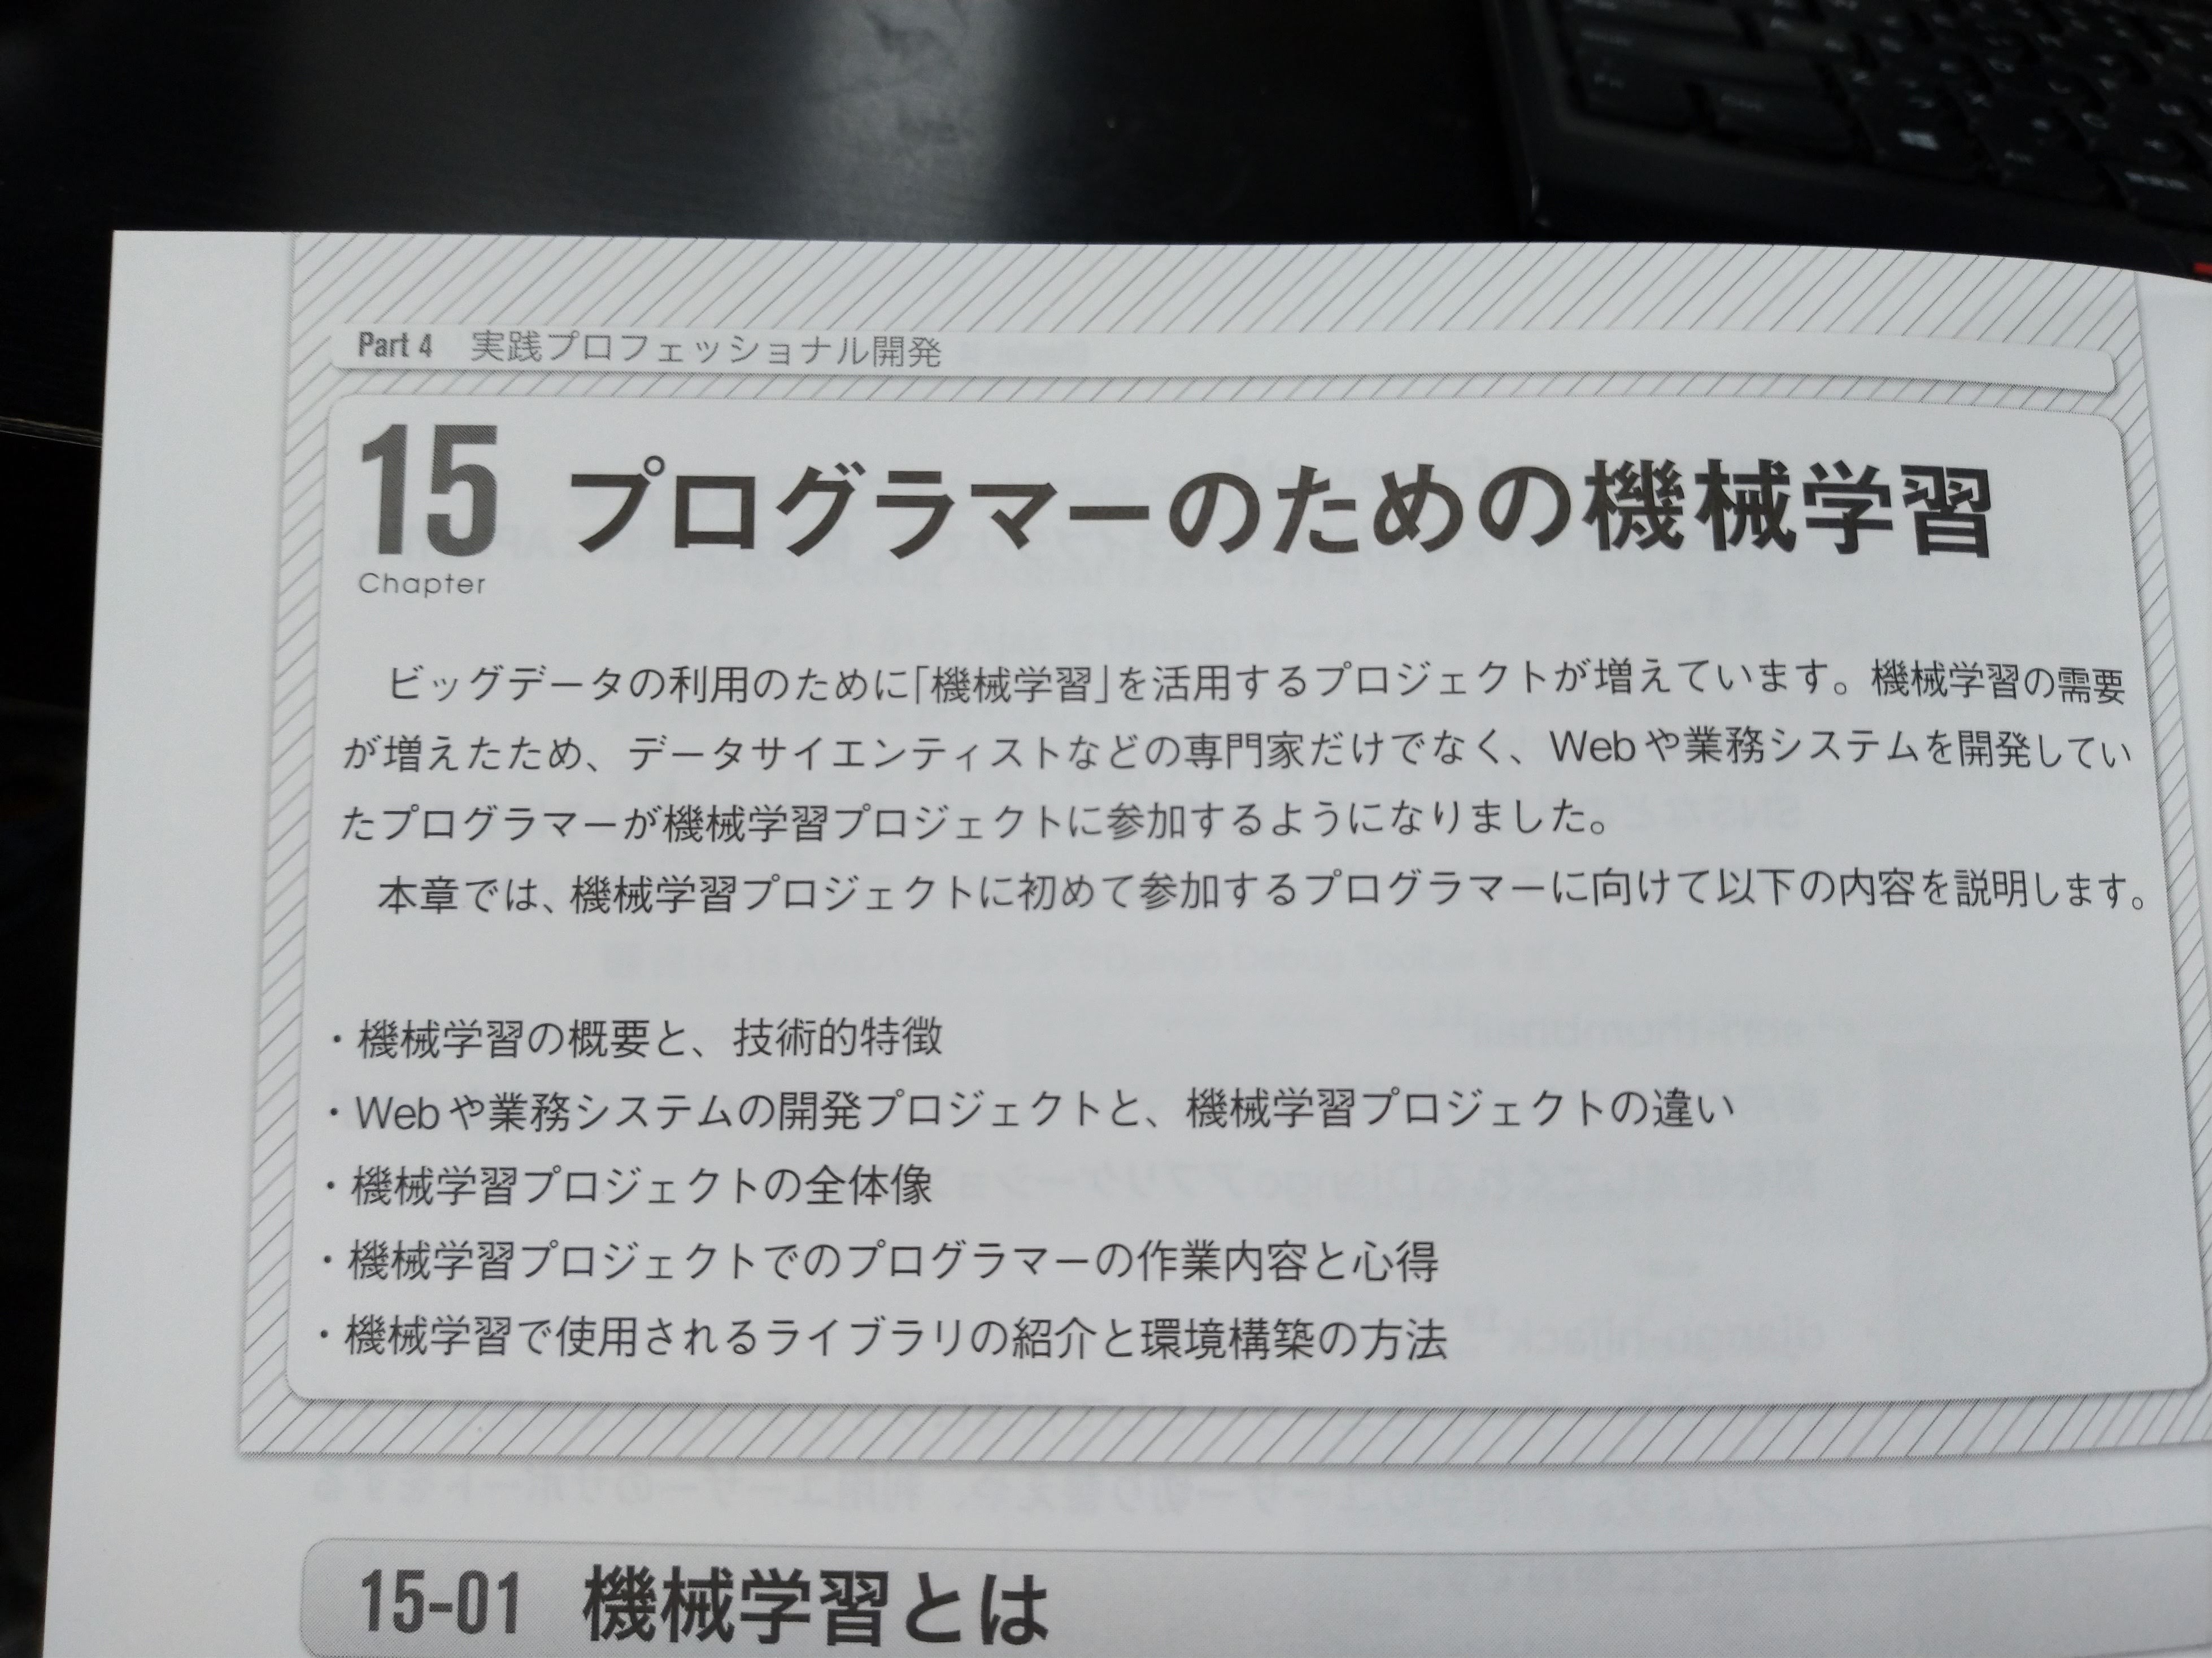 Part 4 実践プロフェッショナル開発
15 プログラマーのための機械学習
Chapter
ビッグデータの利用のために「機械学習」を活用するプロジェクトが増えています。機械学習の需要
が増えたため、データサイエンティストなどの専門家だけでなく、Webや業務システムを開発してい
たプログラマーが機械学習プロジェクトに参加するようになりました。
本章では、機械学習プロジェクトに初めて参加するプログラマーに向けて以下の内容を説明します。
・機械学習の概要と、技術的特徴
・Webや業務システムの開発プロジェクトと、機械学習プロジェクトの違い
・機械学習プロジェクトの全体像
・機械学習プロジェクトでのプログラマーの作業内容と心得
・機械学習で使用されるライブラリの紹介と環境構築の方法
15-01 機械学習とは